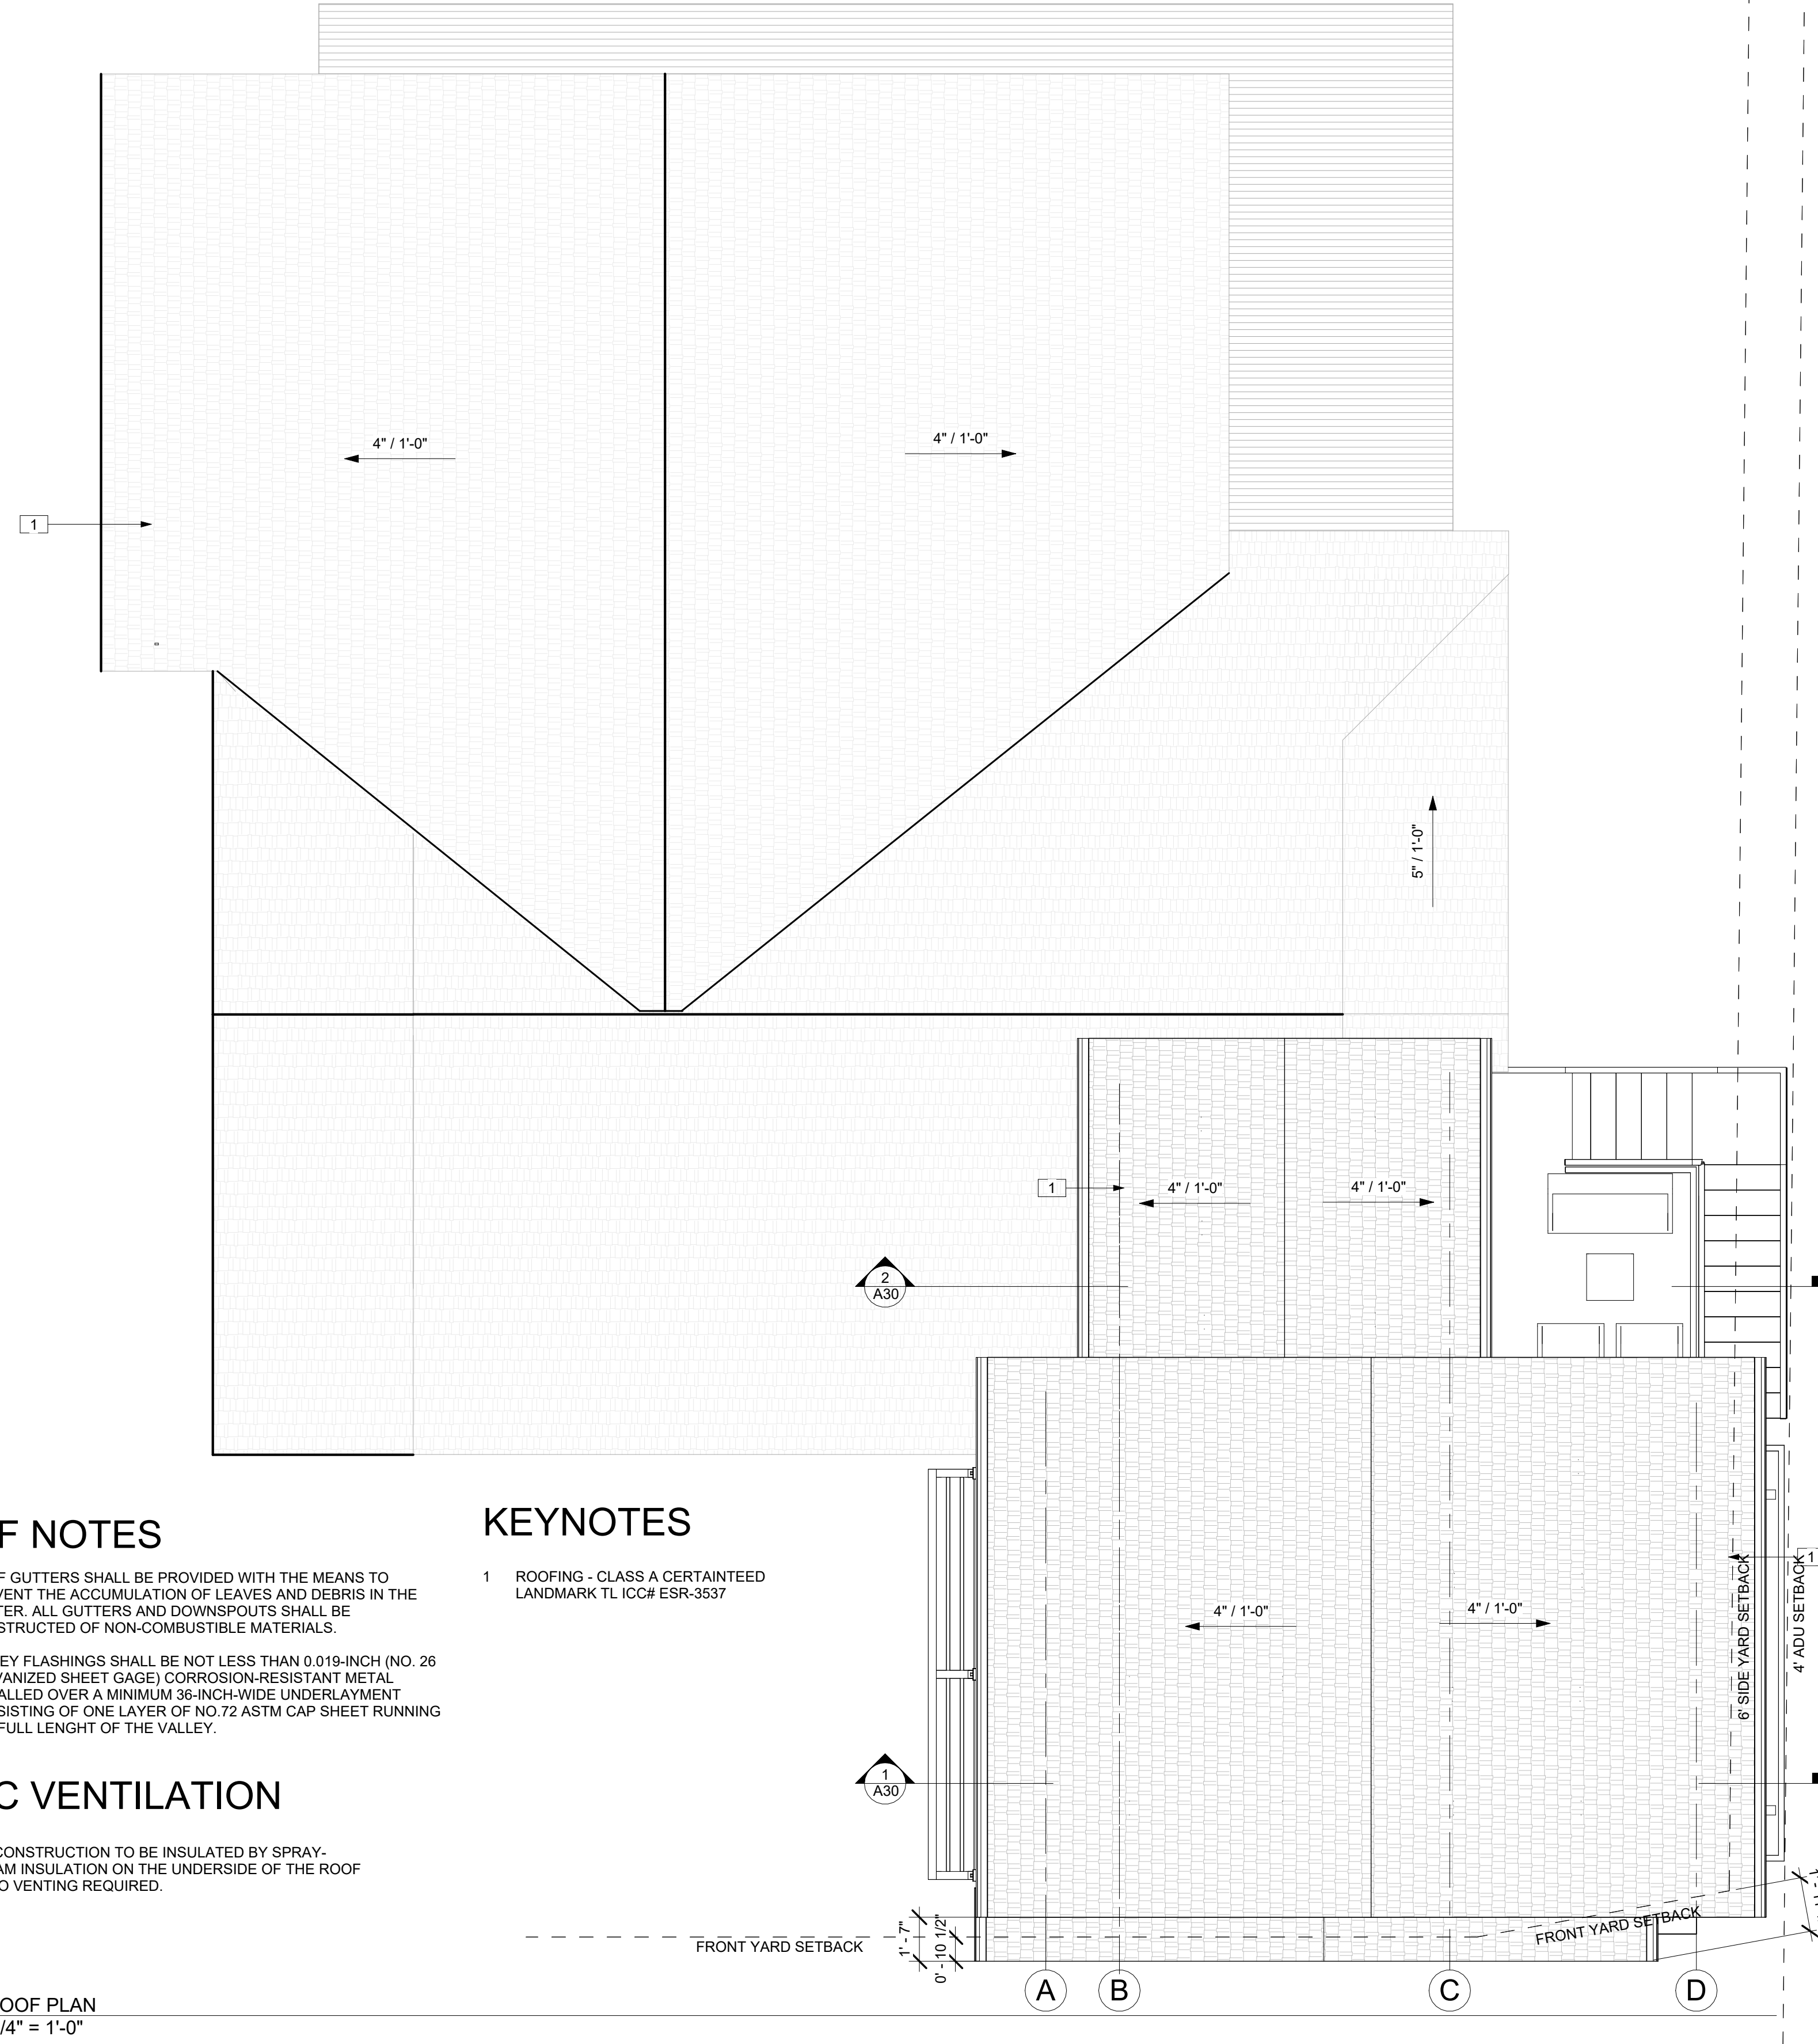 4" / 1'-0"
4" / 1'-0"
1
5" / 1'-0"
1
4" / 1'-0"
4" / 1'-0"
2
A30
F NOTES
F GUTTERS SHALL BE PROVIDED WITH THE MEANS TO
VENT THE ACCUMULATION OF LEAVES AND DEBRIS IN THE
TER. ALL GUTTERS AND DOWNSPOUTS SHALL BE
STRUCTED OF NON-COMBUSTIBLE MATERIALS.
EY FLASHINGS SHALL BE NOT LESS THAN 0.019-INCH (NO. 26
VANIZED SHEET GAGE) CORROSION-RESISTANT METAL
ALLED OVER A MINIMUM 36-INCH-WIDE UNDERLAYMENT
SISTING OF ONE LAYER OF NO.72 ASTM CAP SHEET RUNNING
FULL LENGHT OF THE VALLEY.
C VENTILATION
CONSTRUCTION TO BE INSULATED BY SPRAY-
AM INSULATION ON THE UNDERSIDE OF THE ROOF
O VENTING REQUIRED.
KEYNOTES
1 ROOFING - CLASS A CERTAINTEED
LANDMARK TL ICC# ESR-3537
4" / 1'-0"
4" / 1'-0"
6' SIDE YARD SETBACK
4' ADU SETBACK
1
1
A30
FRONT YARD SETBACK
1' - 7"
0' - 10 1/2"
FRONT YARD SETBACK
A
B
C
D
OOF PLAN
/4" = 1'-0"